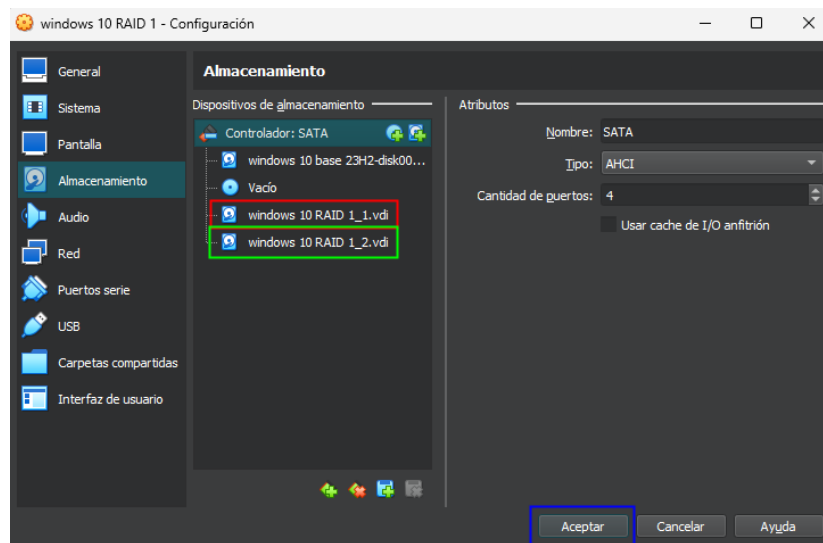 windows 10 RAID 1 - Configuración
General
Sistema
Pantalla
Almacenamiento
Audio
Red
Puertos serie
USB
Carpetas compartidas
Interfaz de usuario
Almacenamiento
Dispositivos de almacenamiento
Controlador: SATA
windows 10 base 23H2-disk00...
Vacío
windows 10 RAID 1_1.vdi
windows 10 RAID 1_2.vdi
Atributos
Nombre: SATA
Tipo: AHCI
Cantidad de puertos: 4
Usar cache de I/O anfitrión
Aceptar Cancelar Ayuda